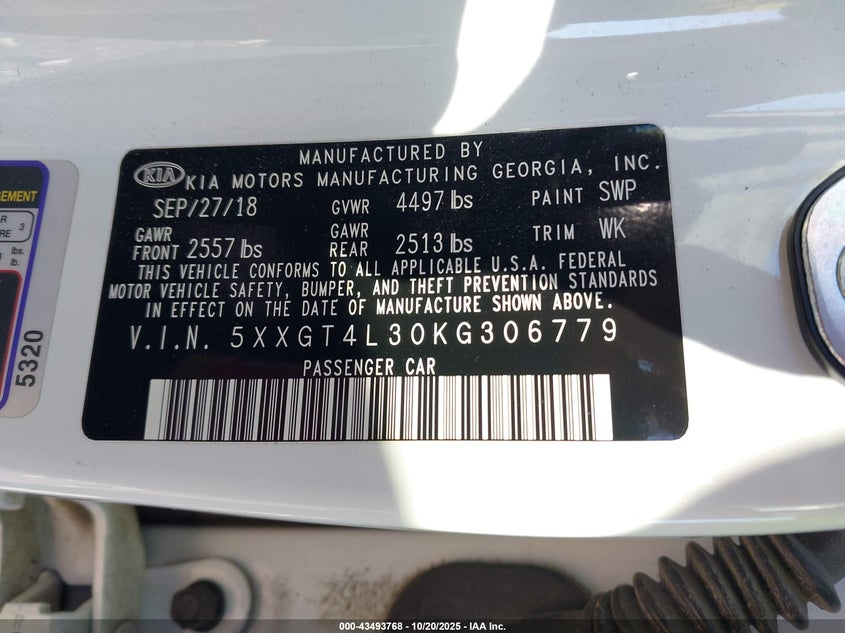 MANUFACTURED BY
KIA KIA MOTORS MANUFACTURING GEORGIA, INC.
SEP/27/18 GVWR 4497 lbs PAINT SWP
GAWR FRONT 2557 lbs GAWR REAR 2513 lbs TRIM WK
THIS VEHICLE CONFORMS TO ALL APPLICABLE U.S.A. FEDERAL
MOTOR VEHICLE SAFETY, BUMPER, AND THEFT PREVENTION STANDARDS
IN EFFECT ON THE DATE OF MANUFACTURE SHOWN ABOVE.
V.I.N. 5XXGT4L30KG306779
PASSENGER CAR
3
lbs.
lb.
5320
000-43493768 - 10/20/2025 - IAA Inc.